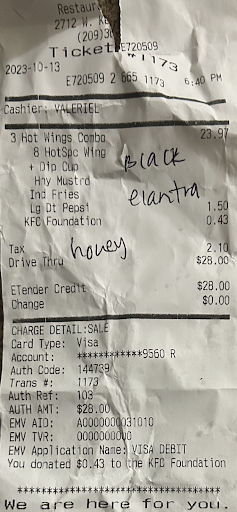 Restaur
2712 W. Ke
(209)36
Ticket E720509
#1173
2023-10-13
E720509 2 665 1173 6:40 PM
Cashier: VALERIEL
3 Hot Wings Combo 23.97
8 HotSpc Wing
+ Dip Cup
Hny Mustrd
Ind Fries
Lg Dt Pepsi 1.50
KFC Foundation 0.43
Black
elantra
honey
Tax 2.10
Drive Thru $28.00
ETender Credit $28.00
Change $0.00
CHARGE DETAIL:SALE
Card Type: Visa
Account: ************9560 R
Auth Code: 144739
Trans #: 1173
Auth Ref: 103
AUTH AMT: $28.00
EMV AID: A0000000031010
EMV TVR: 0000000000
EMV Application Name: VISA DEBIT
You donated $0.43 to the KFC Foundation
We are here for you.